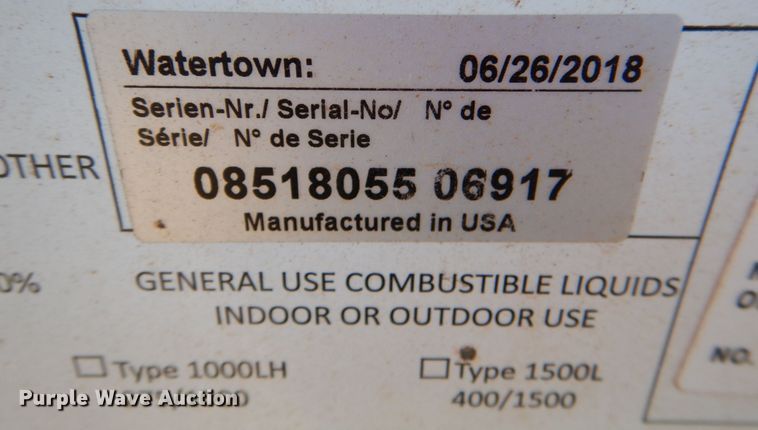 Watertown: 06/26/2018
Serien-Nr./ Serial-No/ N° de
Série/ N° de Serie
08518055 06917
Manufactured in USA
OTHER
0%
GENERAL USE COMBUSTIBLE LIQUIDS
INDOOR OR OUTDOOR USE
Type 1000LH
Type 1500L
400/1500
NO.
Purple Wave Auction